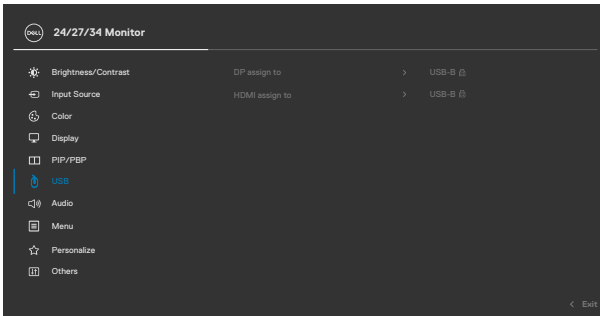 DELL 24/27/34 Monitor
Brightness/Contrast DP assign to > USB-B
Input Source HDMI assign to > USB-B
Color
Display
PIP/PBP
USB
Audio
Menu
Personalize
Others
< Exit